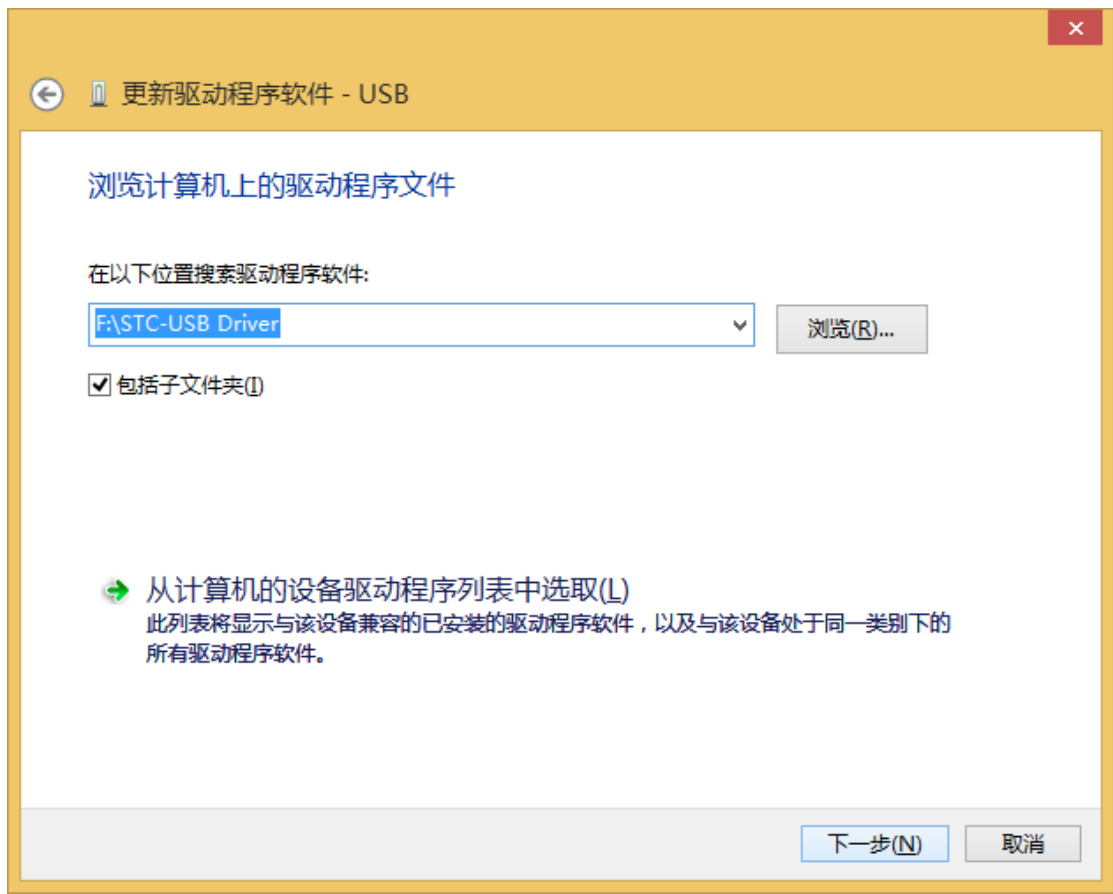 更新驱动程序软件 - USB
浏览计算机上的驱动程序文件
在以下位置搜索驱动程序软件:
F:\STC-USB Driver
浏览(R)...
包括子文件夹(I)
从计算机的设备驱动程序列表中选取(L)
此列表将显示与该设备兼容的已安装的驱动程序软件，以及与该设备处于同一类别下的
所有驱动程序软件。
下一步(N)
取消